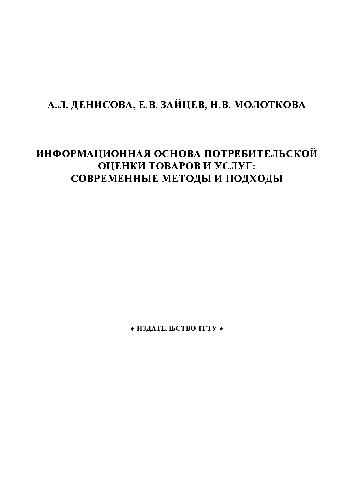 А.Л. ДЕНИСОВА, Е.В. ЗАЙЦЕВ, Н.В. МОЛОТКОВА
ИНФОРМАЦИОННАЯ ОСНОВА ПОТРЕБИТЕЛЬСКОЙ
ОЦЕНКИ ТОВАРОВ И УСЛУГ:
СОВРЕМЕННЫЕ МЕТОДЫ И ПОДХОДЫ
♦ ИЗДАТЕЛЬСТВО ТГТУ ♦